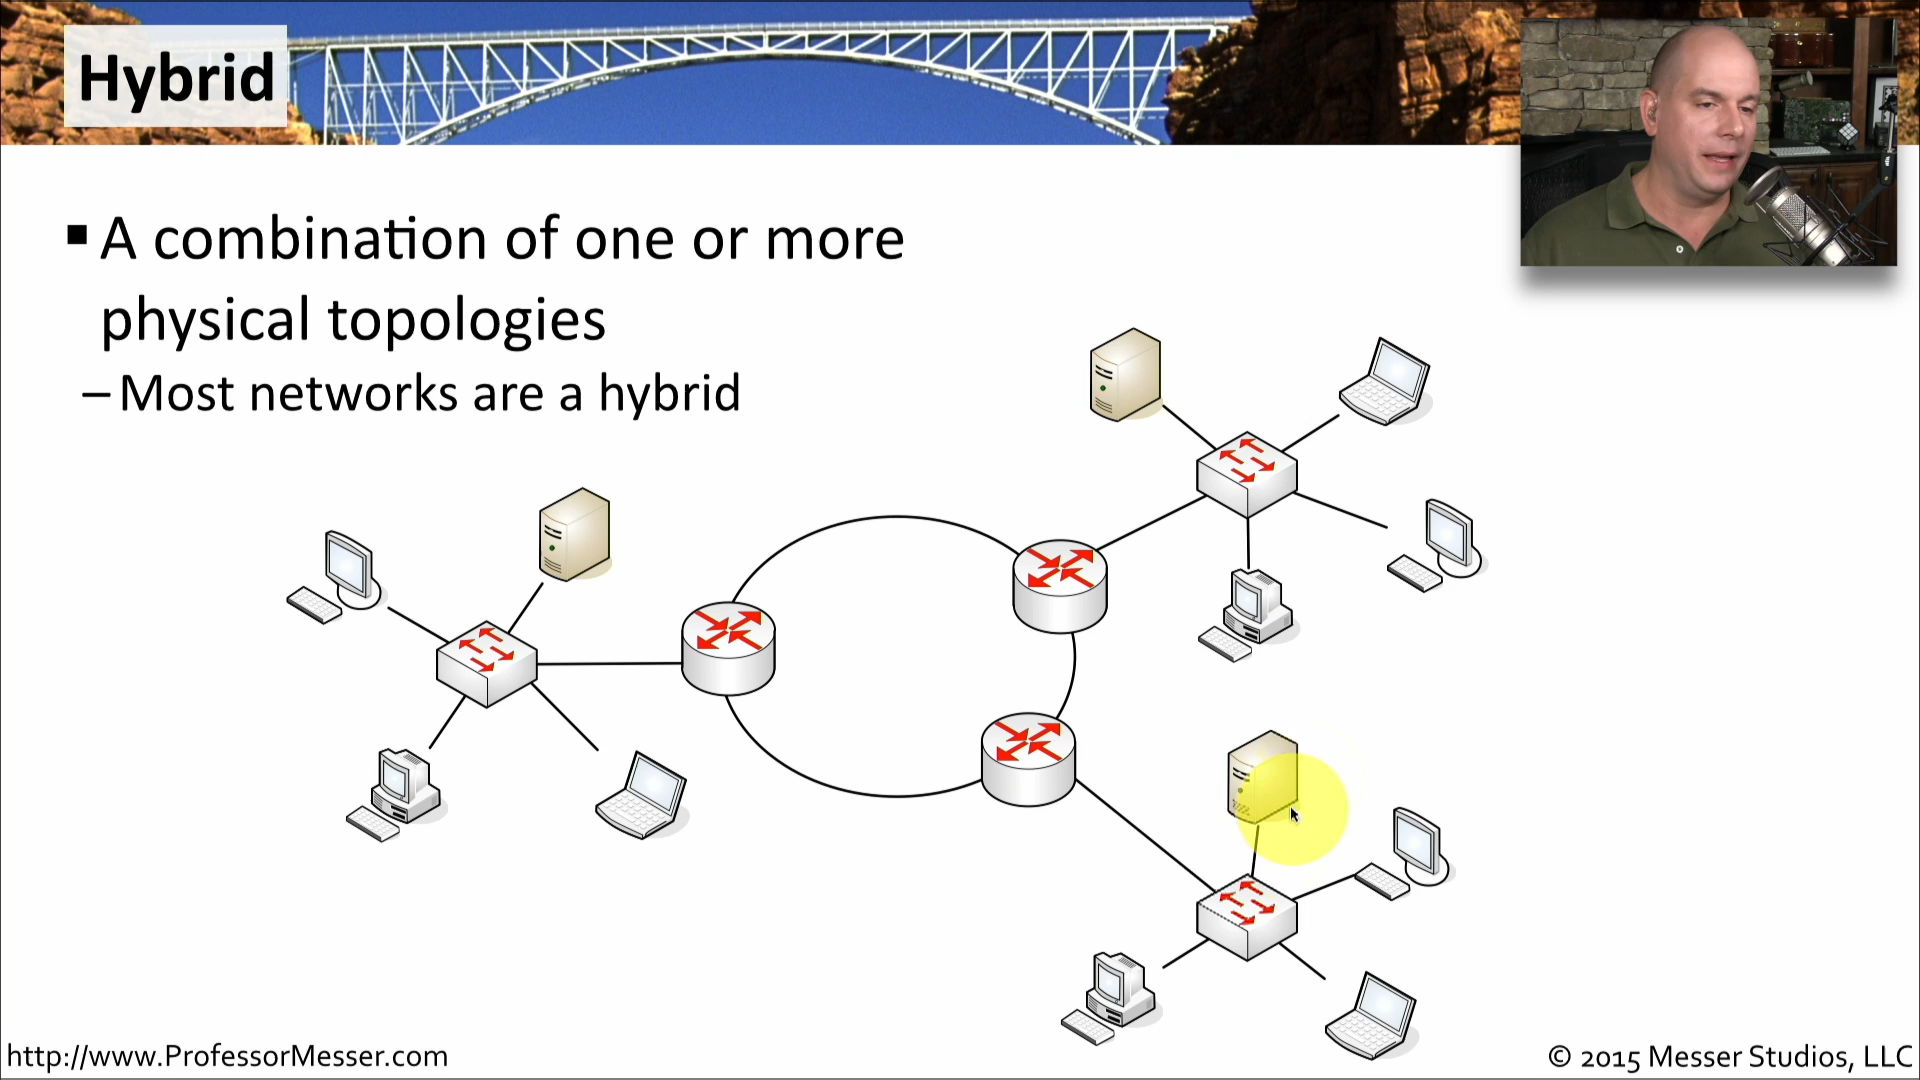 Hybrid
▪ A combination of one or more
physical topologies
– Most networks are a hybrid
http://www.ProfessorMesser.com
© 2015 Messer Studios, LLC